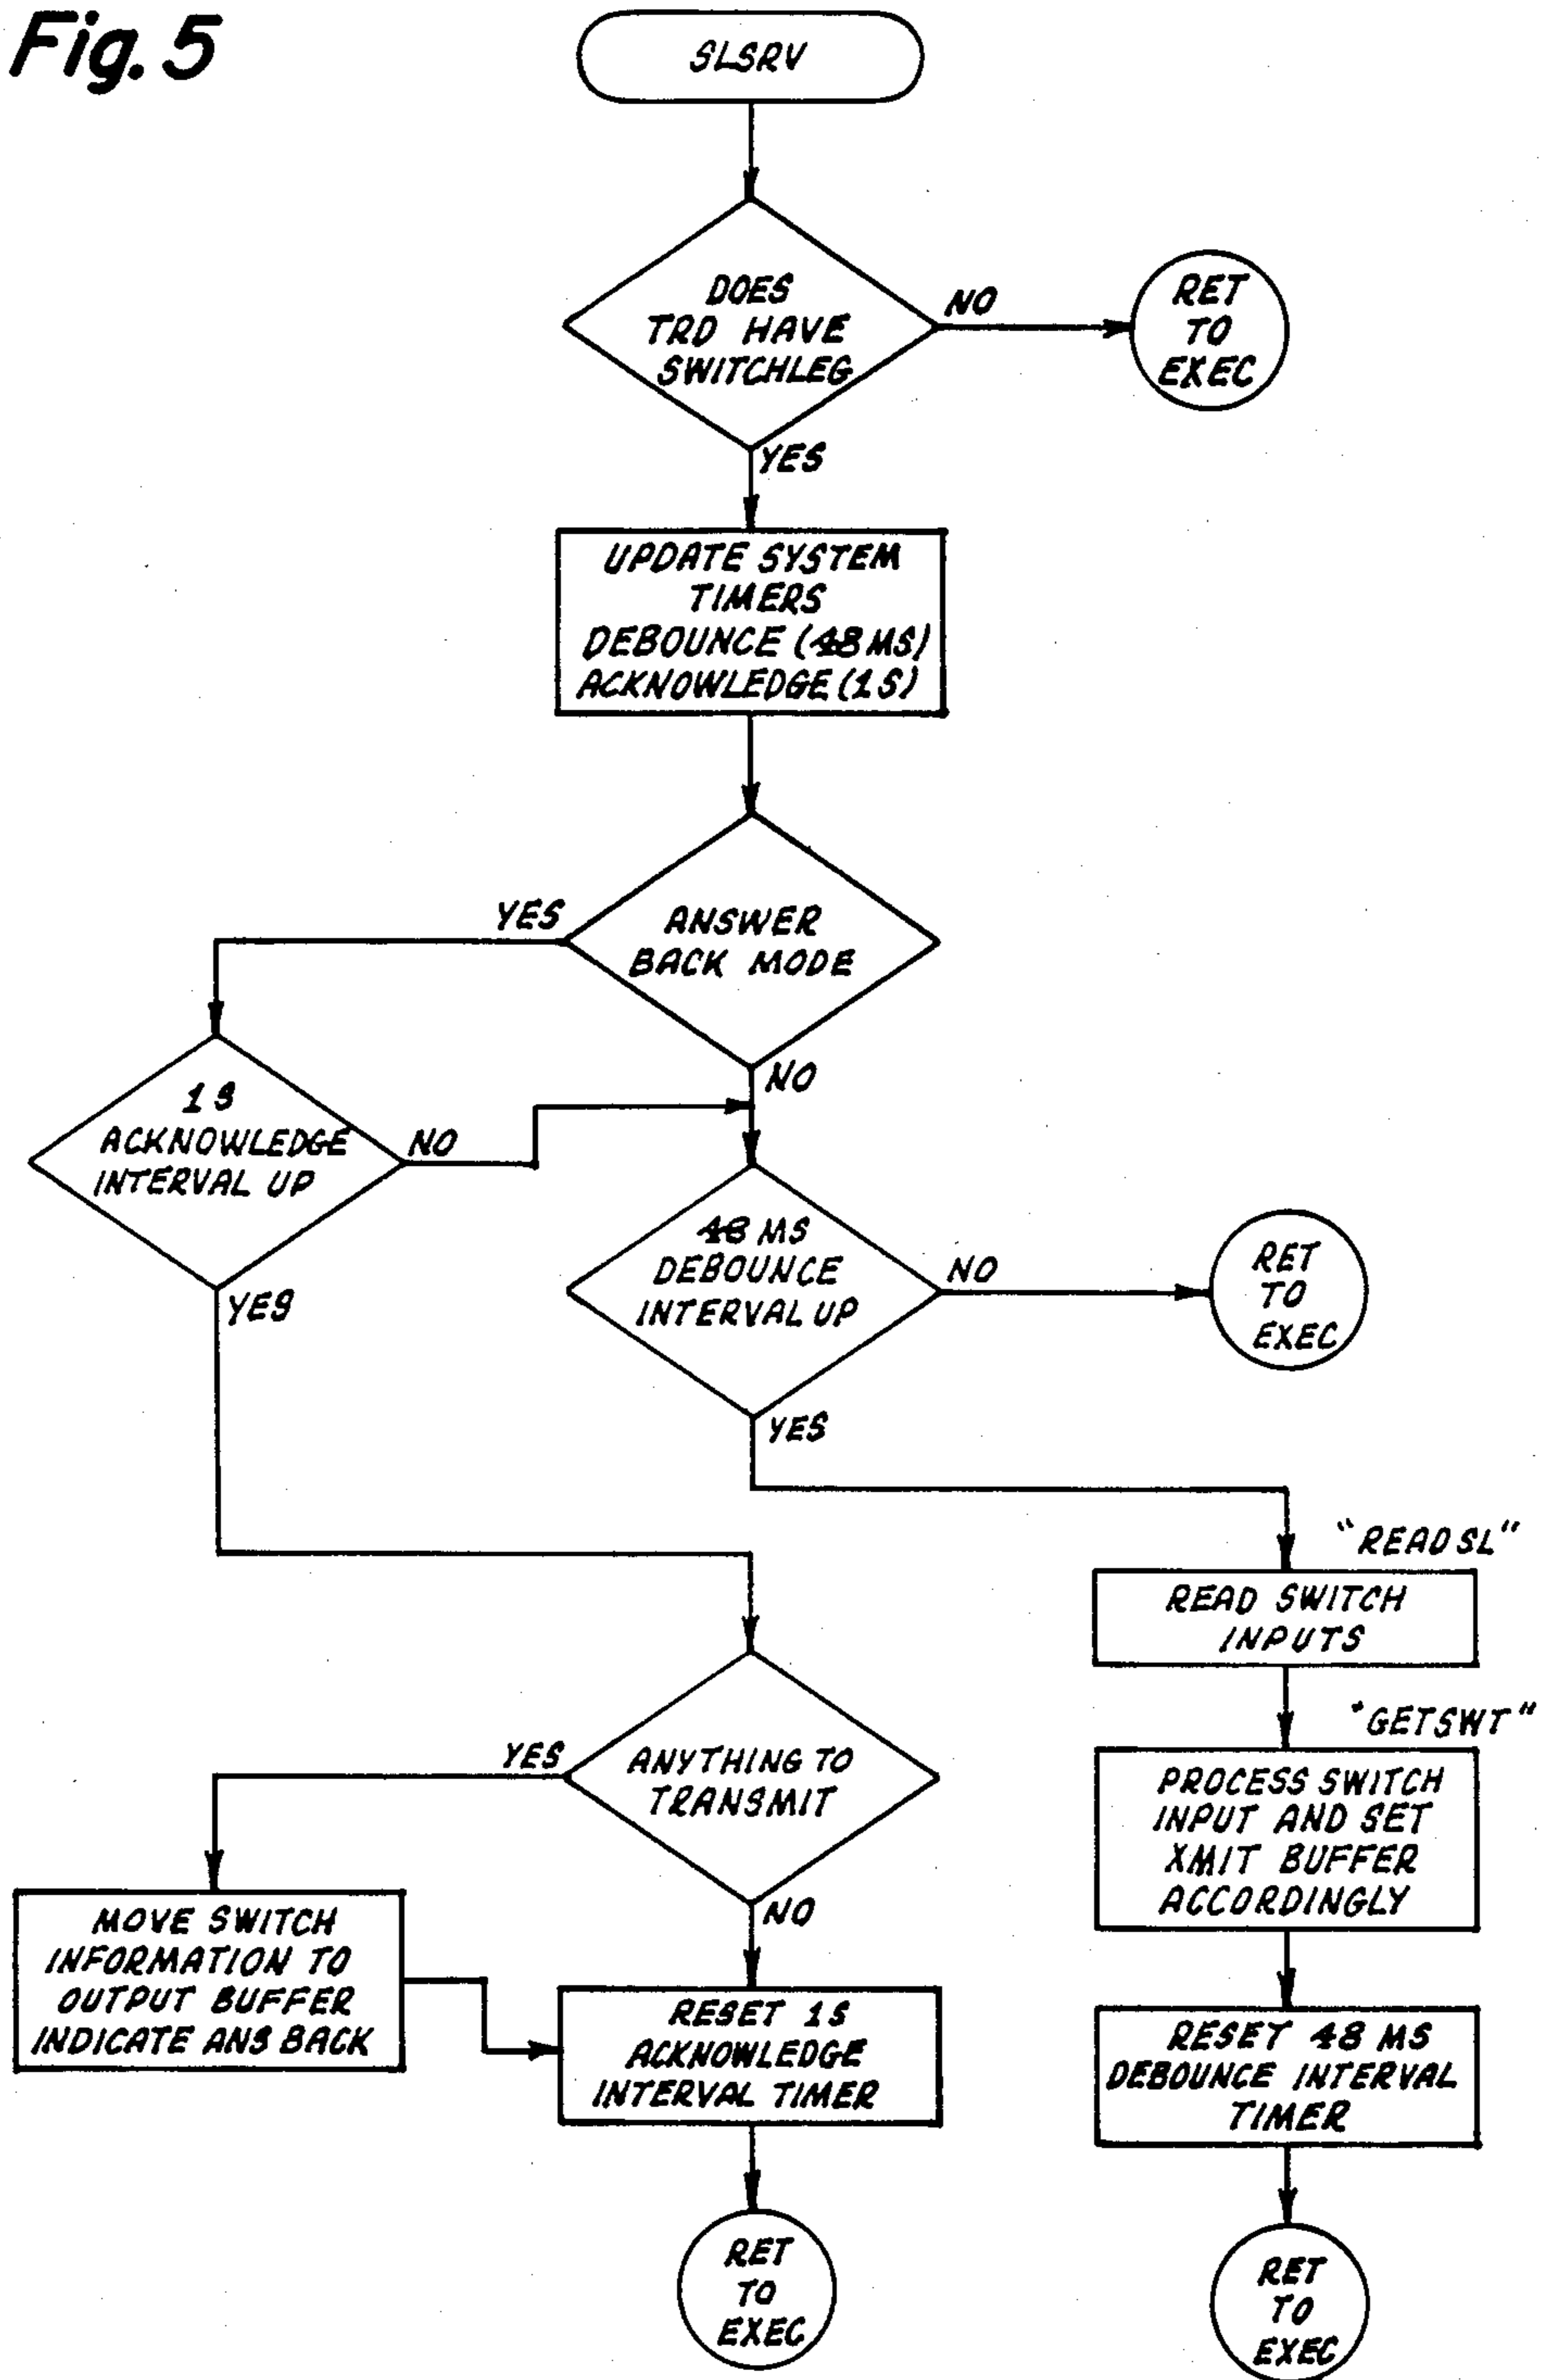 Fig. 5
SLSRV
DOES
TRD HAVE
SWITCHLEG
NO
RET
TO
EXEC
YES
UPDATE SYSTEM
TIMERS
DEBOUNCE (48 MS)
ACKNOWLEDGE (1 S)
YES
ANSWER
BACK MODE
NO
1 S
ACKNOWLEDGE
INTERVAL UP
NO
YES
48 MS
DEBOUNCE
INTERVAL UP
NO
RET
TO
EXEC
YES
"READSL"
READ SWITCH
INPUTS
"GETSWT"
PROCESS SWITCH
INPUT AND SET
XMIT BUFFER
ACCORDINGLY
YES
ANYTHING TO
TRANSMIT
NO
MOVE SWITCH
INFORMATION TO
OUTPUT BUFFER
INDICATE ANS BACK
RESET 1S
ACKNOWLEDGE
INTERVAL TIMER
RESET 48 MS
DEBOUNCE INTERVAL
TIMER
RET
TO
EXEC
RET
TO
EXEC